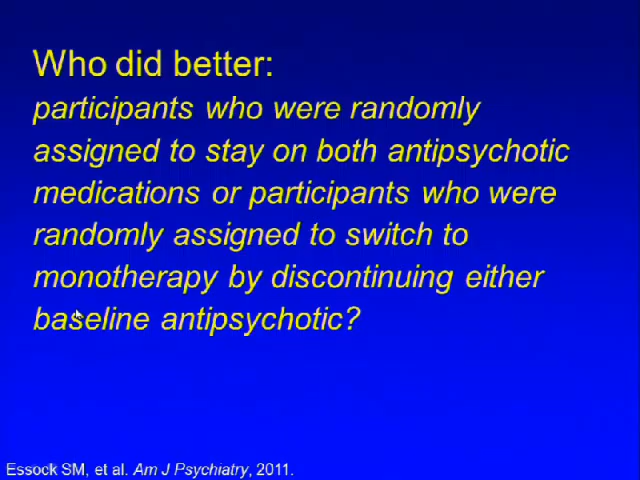 Who did better:
participants who were randomly
assigned to stay on both antipsychotic
medications or participants who were
randomly assigned to switch to
monotherapy by discontinuing either
baseline antipsychotic?
Essock SM, et al. Am J Psychiatry, 2011.